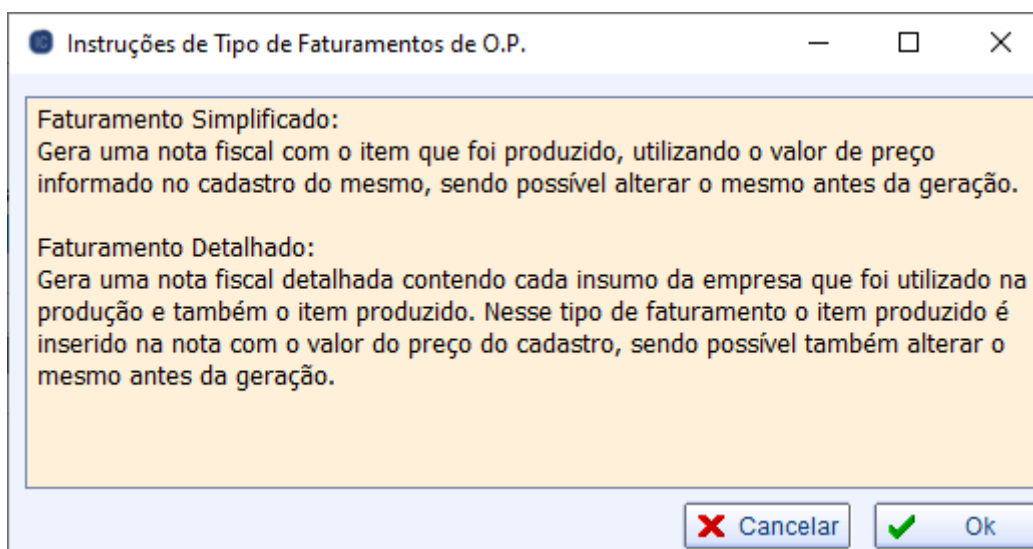 Instruções de Tipo de Faturamentos de O.P.
Faturamento Simplificado:
Gera uma nota fiscal com o item que foi produzido, utilizando o valor de preço
informado no cadastro do mesmo, sendo possível alterar o mesmo antes da geração.
Faturamento Detalhado:
Gera uma nota fiscal detalhada contendo cada insumo da empresa que foi utilizado na
produção e também o item produzido. Nesse tipo de faturamento o item produzido é
inserido na nota com o valor do preço do cadastro, sendo possível também alterar o
mesmo antes da geração.
Cancelar Ok